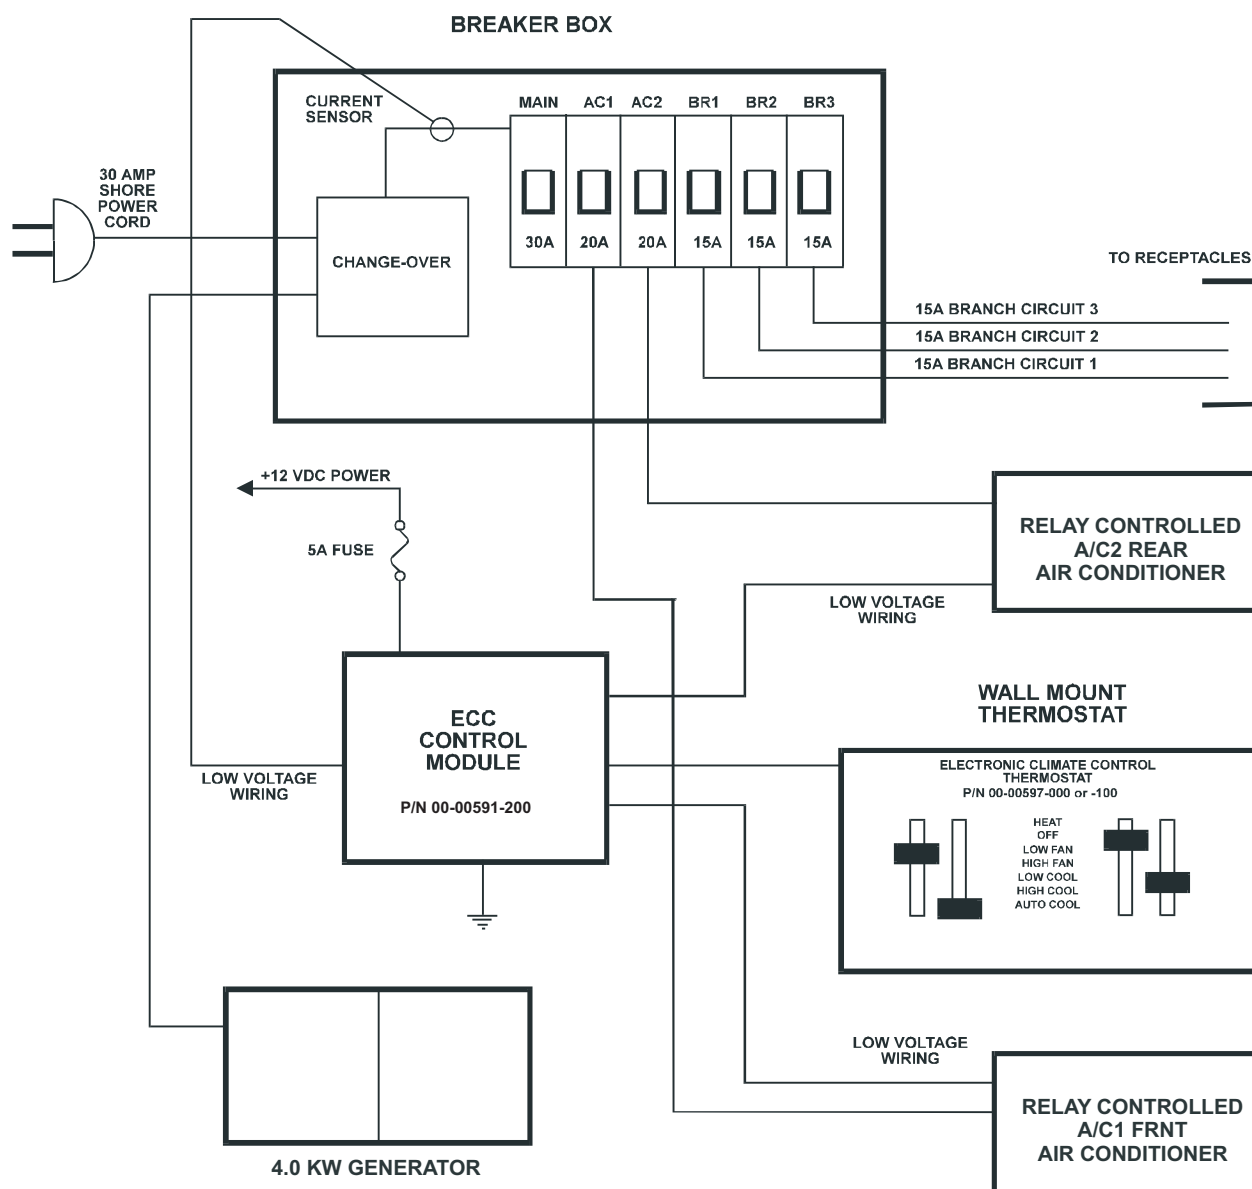 BREAKER BOX
CURRENT
SENSOR
MAIN AC1 AC2 BR1 BR2 BR3
30 AMP
SHORE
POWER
CORD
30A 20A 20A 15A 15A 15A
CHANGE-OVER
TO RECEPTACLES
15A BRANCH CIRCUIT 3
15A BRANCH CIRCUIT 2
15A BRANCH CIRCUIT 1
+12 VDC POWER
5A FUSE
RELAY CONTROLLED
A/C2 REAR
AIR CONDITIONER
LOW VOLTAGE
WIRING
ECC
CONTROL
MODULE
P/N 00-00591-200
LOW VOLTAGE
WIRING
WALL MOUNT
THERMOSTAT
ELECTRONIC CLIMATE CONTROL
THERMOSTAT
P/N 00-00597-000 or -100
HEAT
OFF
LOW FAN
HIGH FAN
LOW COOL
HIGH COOL
AUTO COOL
LOW VOLTAGE
WIRING
RELAY CONTROLLED
A/C1 FRNT
AIR CONDITIONER
4.0 KW GENERATOR